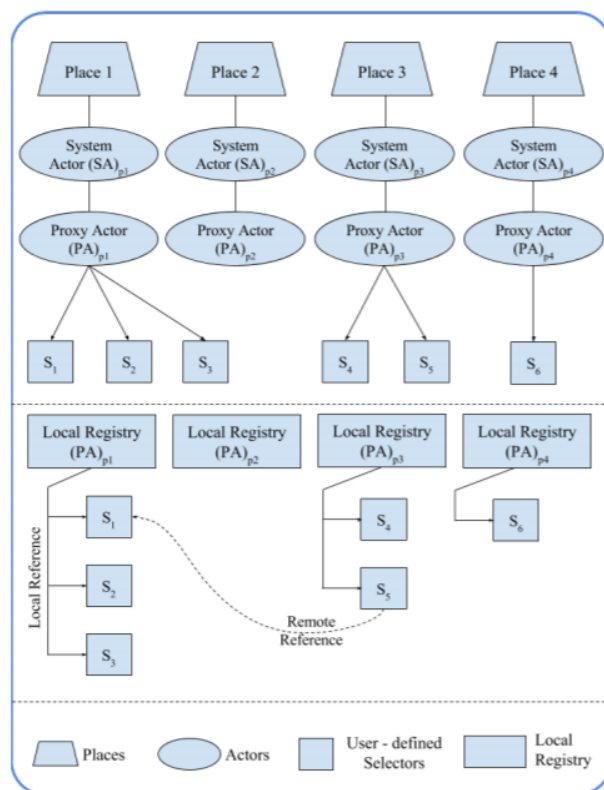 Place 1
Place 2
Place 3
Place 4
System
Actor (SA)p1
System
Actor (SA)p2
System
Actor (SA)p3
System
Actor (SA)p4
Proxy Actor
(PA)p1
Proxy Actor
(PA)p2
Proxy Actor
(PA)p3
Proxy Actor
(PA)p4
S1
S2
S3
S4
S5
S6
Local Registry
(PA)p1
Local Registry
(PA)p2
Local Registry
(PA)p3
Local Registry
(PA)p4
Local Reference
S1
S2
S3
S4
S5
S6
Remote
Reference
Places
Actors
User - defined
Selectors
Local
Registry